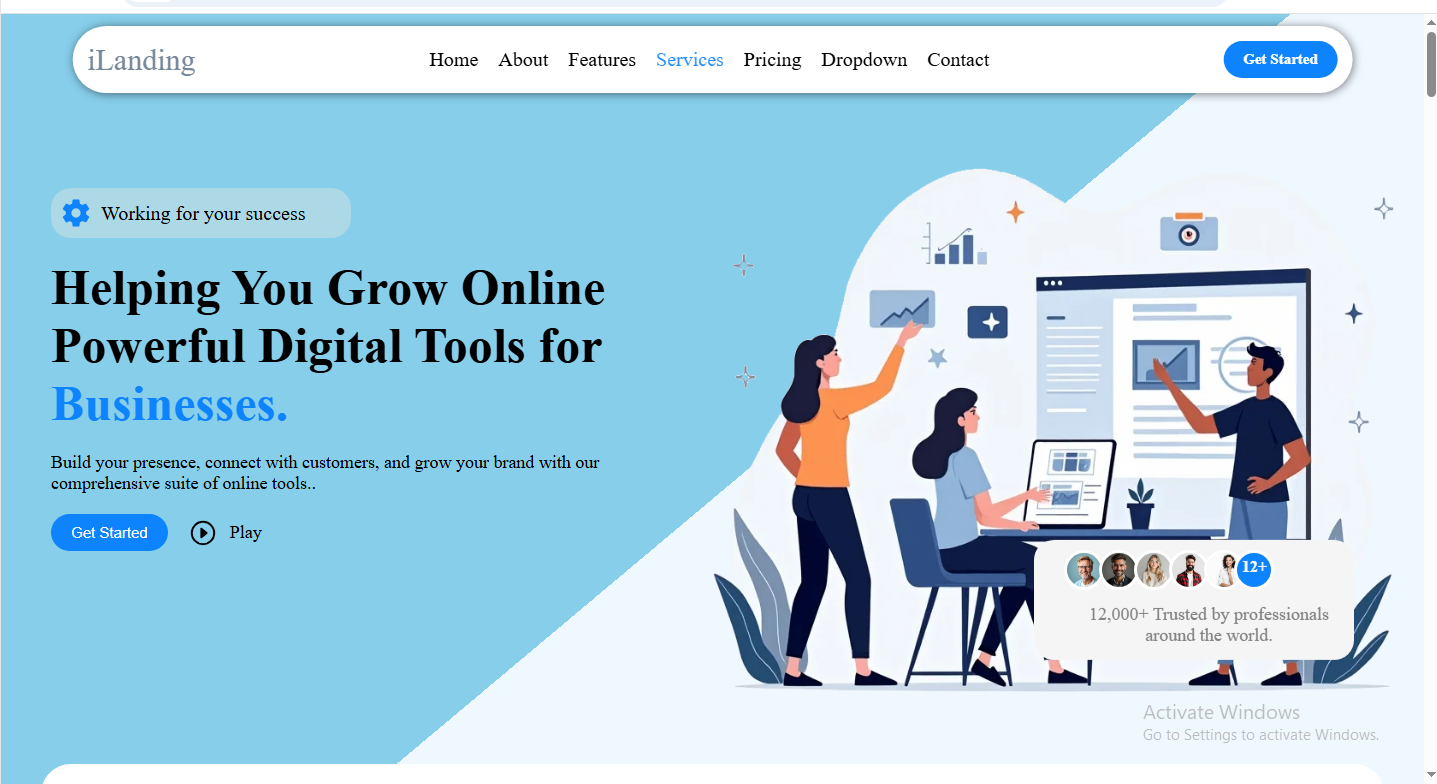 iLanding
Home About Features Services Pricing Dropdown Contact
Get Started
Working for your success
Helping You Grow Online
Powerful Digital Tools for
Businesses.
Build your presence, connect with customers, and grow your brand with our
comprehensive suite of online tools..
Get Started
Play
12+
12,000+ Trusted by professionals
around the world.
Activate Windows
Go to Settings to activate Windows.